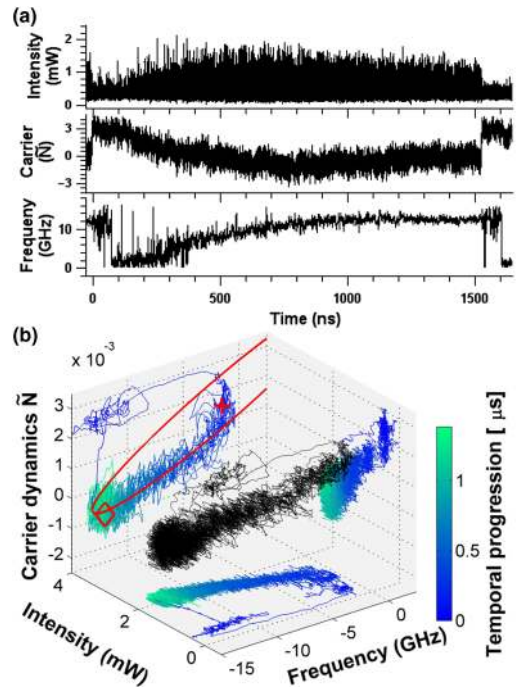 (a)
Intensity
(mW)
2
1
0
Carrier
(Ñ)
3
0
-3
Frequeny
(GHz)
10
0
0 500 1000 1500
Time (ns)
(b)
x 10⁻³
Carrier dynamics Ñ
3
2
1
0
-1
-2
4
2
0
Intensity (mW)
-15
-10
-5
0
Frequency (GHz)
1
0.5
0
Temporal progression [ μs]